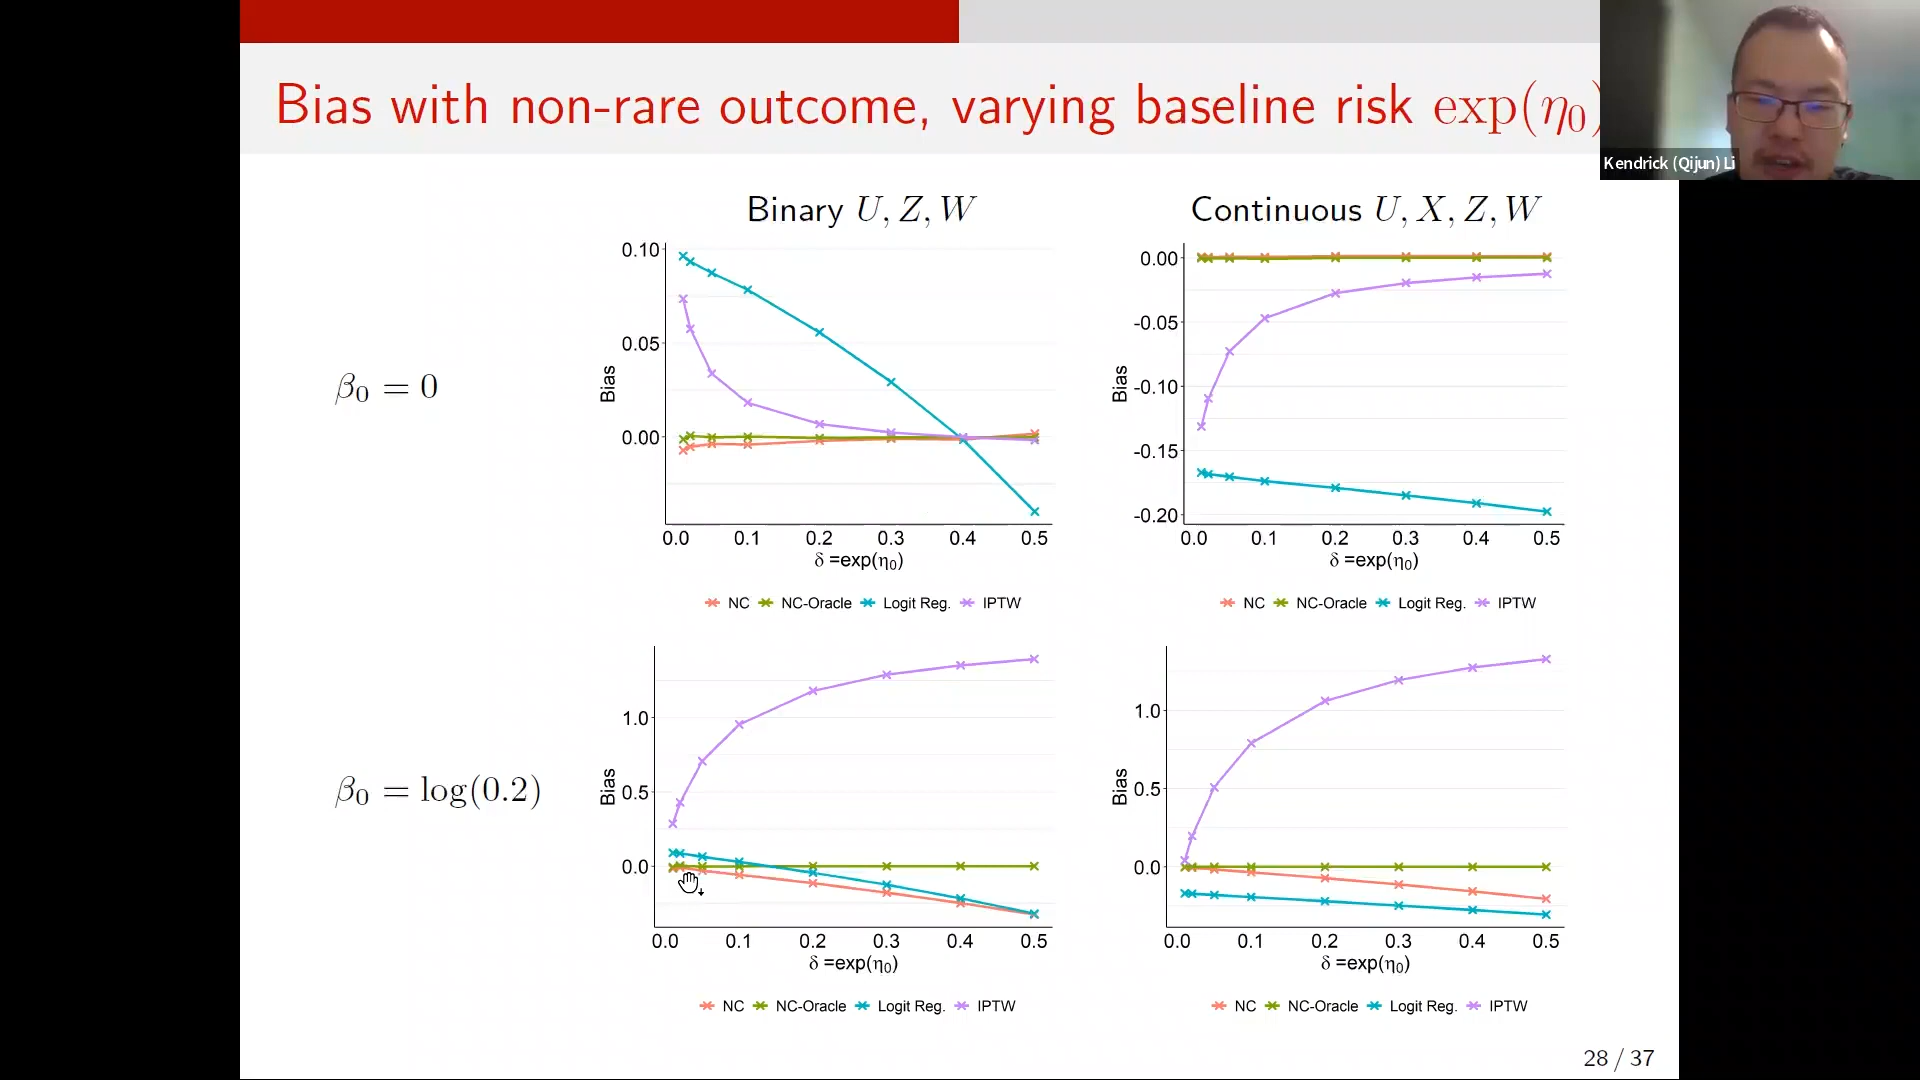 Bias with non-rare outcome, varying baseline risk exp(η₀)
Kendrick (Qijun) Li
Binary U, Z, W
Continuous U, X, Z, W
β₀ = 0
Bias
0.10
0.05
0.00
0.0 0.1 0.2 0.3 0.4 0.5
δ =exp(η₀)
NC NC-Oracle Logit Reg. IPTW
Bias
0.00
-0.05
-0.10
-0.15
-0.20
0.0 0.1 0.2 0.3 0.4 0.5
δ =exp(η₀)
NC NC-Oracle Logit Reg. IPTW
β₀ = log(0.2)
Bias
1.0
0.5
0.0
0.0 0.1 0.2 0.3 0.4 0.5
δ =exp(η₀)
NC NC-Oracle Logit Reg. IPTW
Bias
1.0
0.5
0.0
0.0 0.1 0.2 0.3 0.4 0.5
δ =exp(η₀)
NC NC-Oracle Logit Reg. IPTW
28 / 37